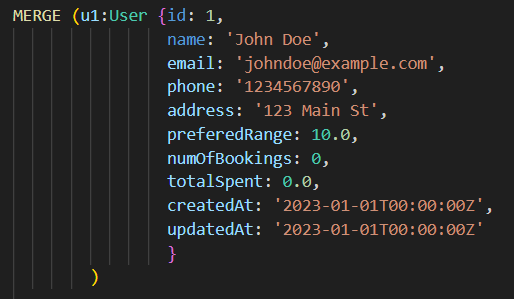 MERGE (u1:User {id: 1,
name: 'John Doe',
email: 'johndoe@example.com',
phone: '1234567890',
address: '123 Main St',
preferedRange: 10.0,
numOfBookings: 0,
totalSpent: 0.0,
createdAt: '2023-01-01T00:00:00Z',
updatedAt: '2023-01-01T00:00:00Z'
}
)